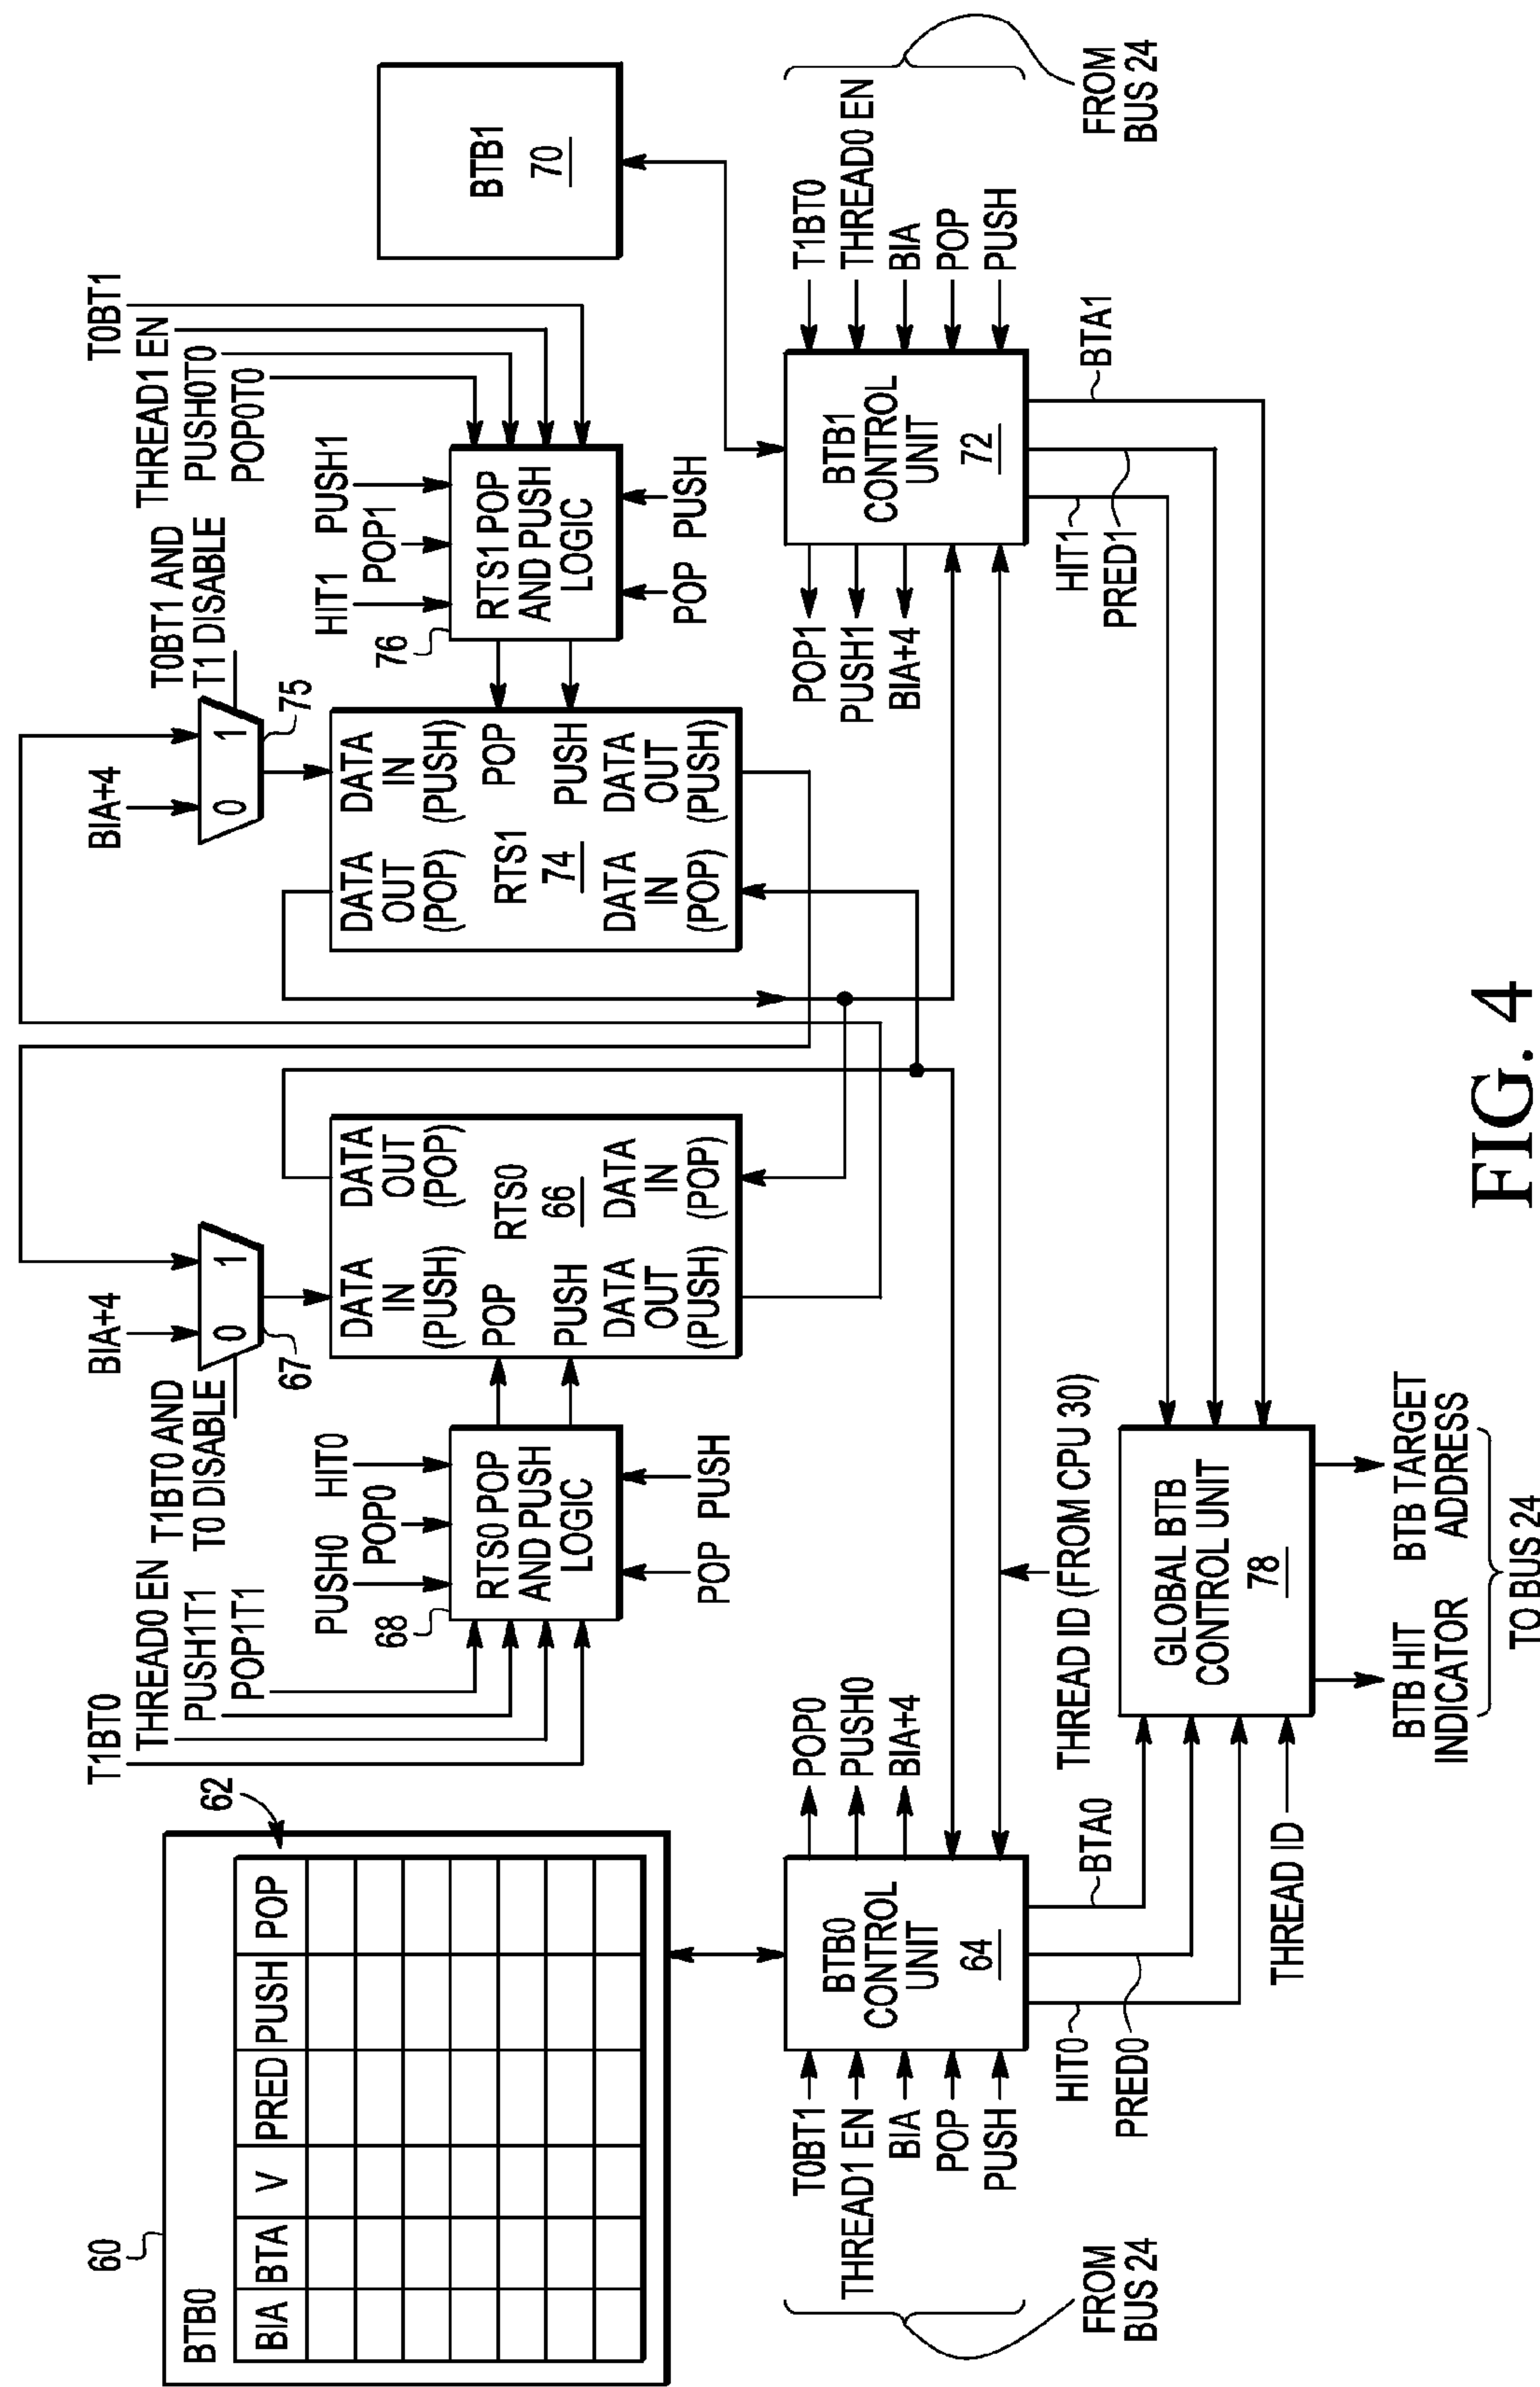 60
BTB0
BIA
BTA
V
PRED
PUSH
POP
62
T1BT0
THREAD0 EN
PUSH1T1
POP1T1
T1BT0 AND
T0 DISABLE
BIA+4
0
1
67
PUSH0
POP0
HIT0
68
RTS0 POP
AND PUSH
LOGIC
POP
PUSH
DATA
IN
(PUSH)
DATA
OUT
(POP)
POP
RTS0
PUSH
66
DATA
OUT
(PUSH)
DATA
IN
(POP)
BIA+4
0
1
75
T0BT1 AND
T1 DISABLE
DATA
OUT
(POP)
DATA
IN
(PUSH)
RTS1
POP
74
PUSH
DATA
IN
(POP)
DATA
OUT
(PUSH)
T0BT1
THREAD1 EN
PUSH0T0
POP0T0
HIT1
POP1
PUSH1
76
RTS1 POP
AND PUSH
LOGIC
POP
PUSH
BTB1
70
T0BT1
THREAD1 EN
BIA
POP
PUSH
FROM
BUS 24
BTB0
CONTROL
UNIT
64
POP0
PUSH0
BIA+4
HIT0
PRED0
BTA0
THREAD ID
THREAD ID (FROM CPU 30)
GLOBAL BTB
CONTROL UNIT
78
BTB HIT
INDICATOR
BTB TARGET
ADDRESS
TO BUS 24
POP1
PUSH1
BIA+4
BTB1
CONTROL
UNIT
72
T1BT0
THREAD0 EN
BIA
POP
PUSH
FROM
BUS 24
HIT1
PRED1
BTA1
FIG. 4